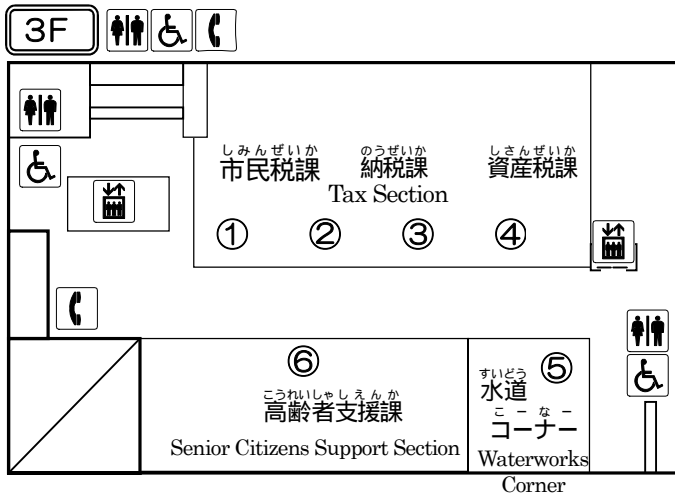 3F
しみんぜいか のうぜいか しさんぜいか
市民税課 納税課 資産税課
Tax Section
① ② ③ ④
⑥
こうれいしゃしえんか
高齢者支援課
Senior Citizens Support Section
⑤
すいどう
水道
こーなー
コーナー
Waterworks
Corner